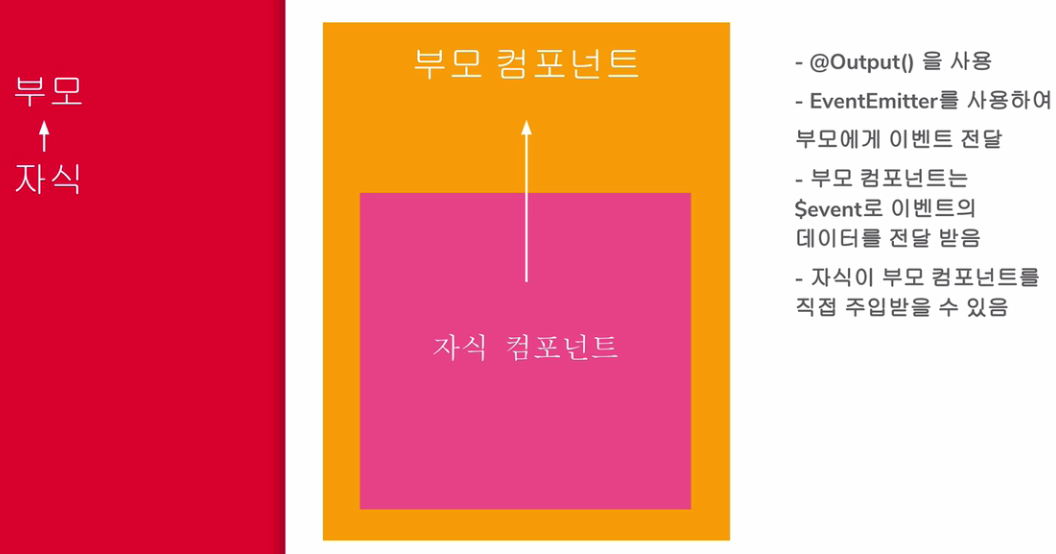 부모
자식
부모 컴포넌트
자식 컴포넌트
- @Output() 을 사용
- EventEmitter를 사용하여
부모에게 이벤트 전달
- 부모 컴포넌트는
$event로 이벤트의
데이터를 전달 받음
- 자식이 부모 컴포넌트를
직접 주입받을 수 있음